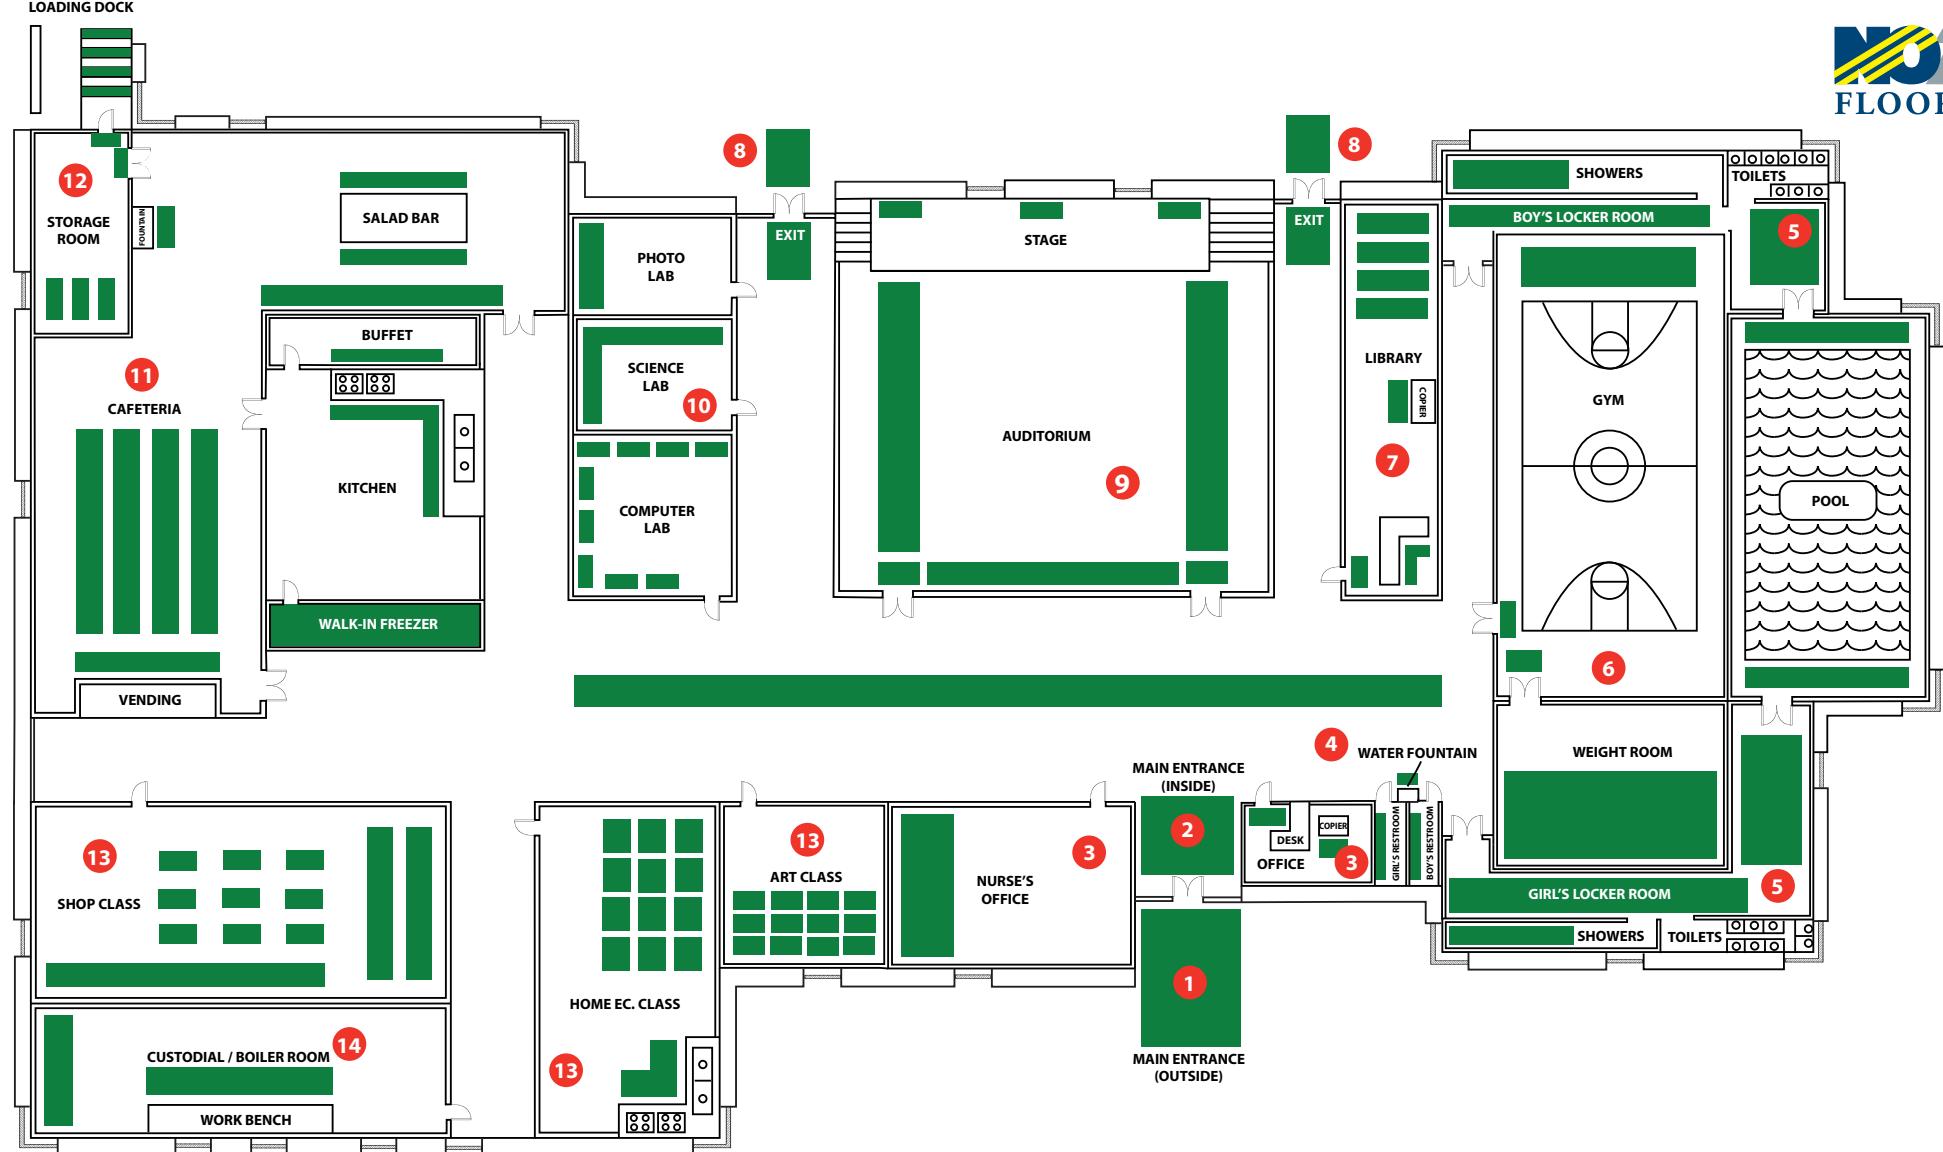 LOADING DOCK
NO
FLOOR
8
8
12
STORAGE
ROOM
FOUNTAIN
SALAD BAR
EXIT
PHOTO
LAB
STAGE
EXIT
SHOWERS
TOILETS
BOY'S LOCKER ROOM
5
BUFFET
11
CAFETERIA
SCIENCE
LAB
10
LIBRARY
COPIER
7
GYM
AUDITORIUM
9
KITCHEN
COMPUTER
LAB
POOL
WALK-IN FREEZER
VENDING
6
4
WATER FOUNTAIN
WEIGHT ROOM
MAIN ENTRANCE
(INSIDE)
2
DESK
COPIER
OFFICE
3
GIRL'S RESTROOM
BOY'S RESTROOM
13
SHOP CLASS
13
ART CLASS
3
NURSE'S
OFFICE
GIRL'S LOCKER ROOM
5
SHOWERS
TOILETS
1
MAIN ENTRANCE
(OUTSIDE)
HOME EC. CLASS
13
CUSTODIAL / BOILER ROOM
14
WORK BENCH